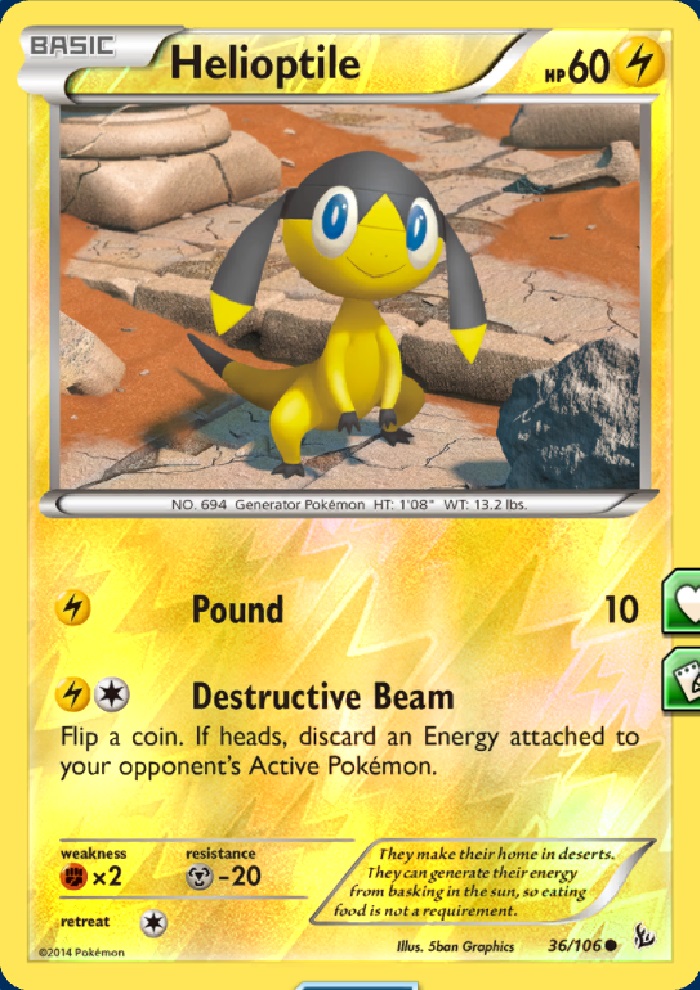 BASIC
Helioptile
HP60
NO. 694 Generator Pokémon HT: 1'08" WT: 13.2 lbs.
Pound 10
Destructive Beam
Flip a coin. If heads, discard an Energy attached to
your opponent's Active Pokémon.
weakness
×2
resistance
-20
retreat
They make their home in deserts.
They can generate their energy
from basking in the sun, so eating
food is not a requirement.
©2014 Pokémon
Illus. 5ban Graphics
36/106